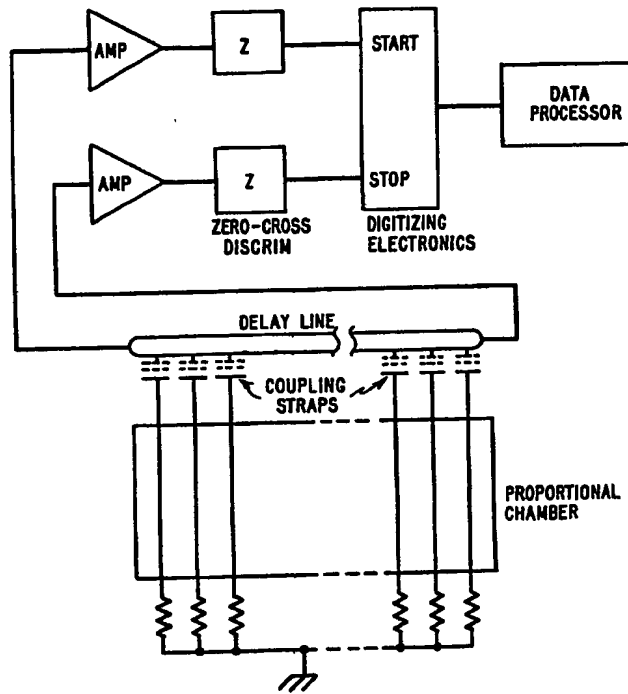 AMP
Z
START
DATA
PROCESSOR
AMP
Z
STOP
ZERO-CROSS
DISCRIM
DIGITIZING
ELECTRONICS
DELAY LINE
COUPLING
STRAPS
PROPORTIONAL
CHAMBER